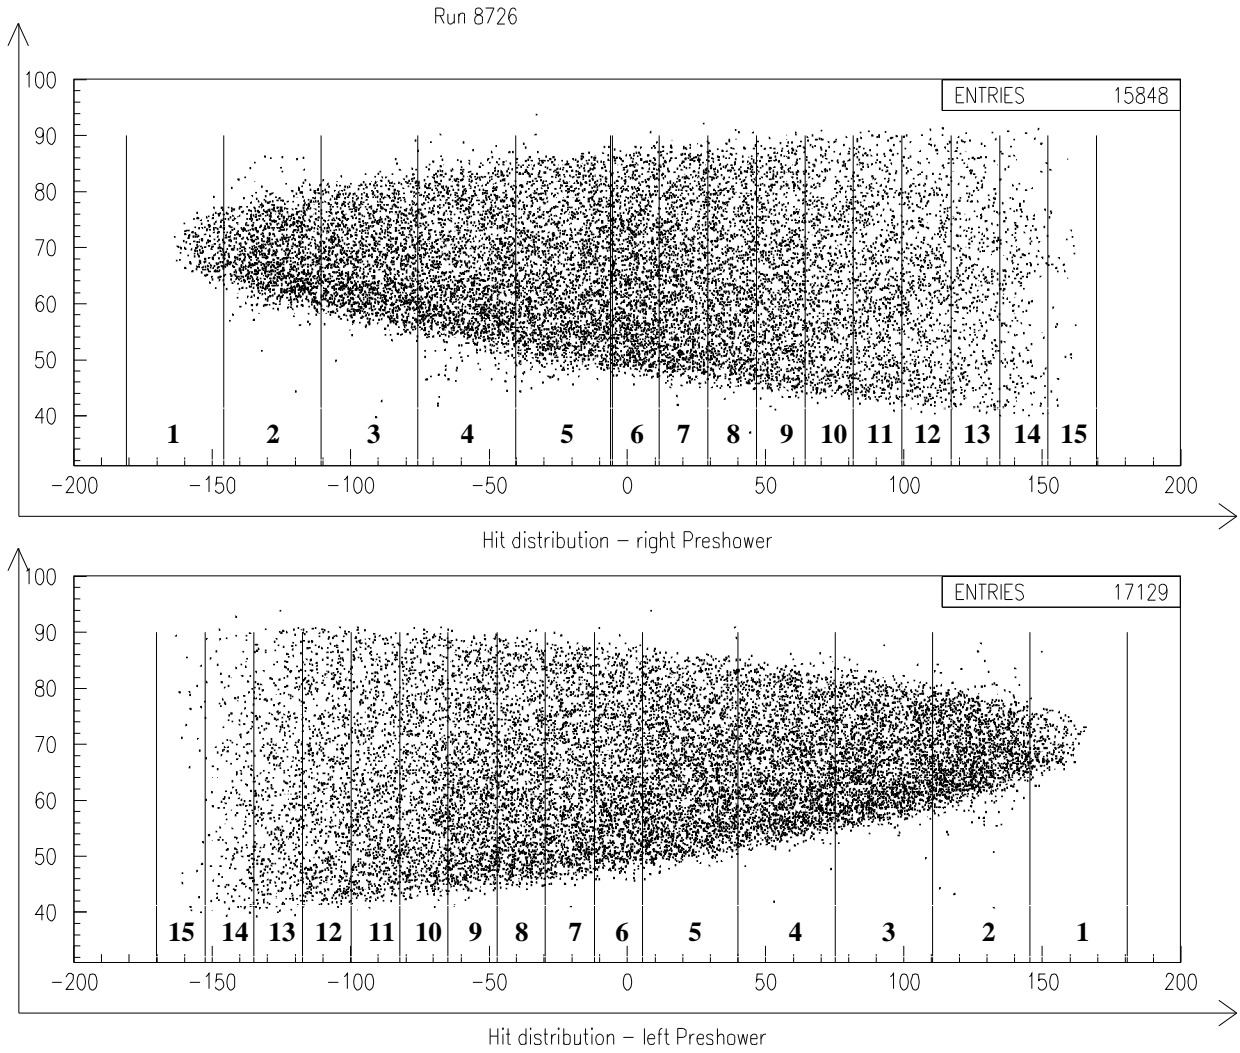 Run 8726
100
ENTRIES 15848
90
80
70
60
50
40
1 2 3 4 5 6 7 8 9 10 11 12 13 14 15
−200 −150 −100 −50 0 50 100 150 200
Hit distribution − right Preshower
100
ENTRIES 17129
90
80
70
60
50
40
15 14 13 12 11 10 9 8 7 6 5 4 3 2 1
−200 −150 −100 −50 0 50 100 150 200
Hit distribution − left Preshower